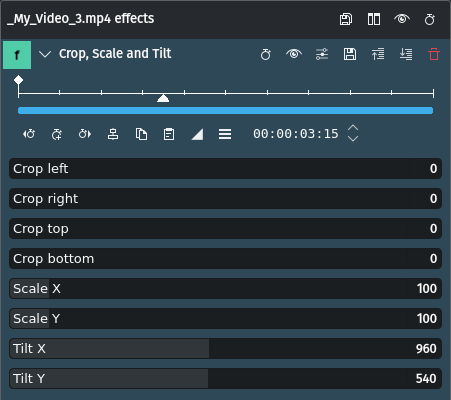 _My_Video_3.mp4 effects
f Crop, Scale and Tilt
00:00:03:15
Crop left 0
Crop right 0
Crop top 0
Crop bottom 0
Scale X 100
Scale Y 100
Tilt X 960
Tilt Y 540